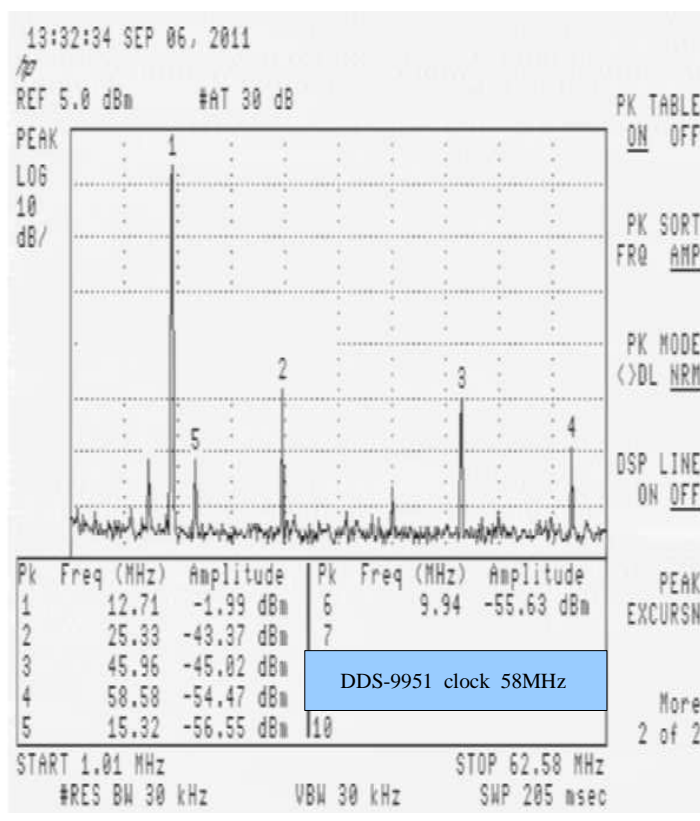 13:32:34 SEP 06, 2011
hp
REF 5.0 dBm #AT 30 dB
PEAK
LOG
10
dB/
1
2
3
4
5
PK TABLE
ON OFF
PK SORT
FRQ AMP
PK MODE
<>DL NRM
DSP LINE
ON OFF
PEAK
EXCURSN
More
2 of 2
Pk Freq (MHz) Amplitude Pk Freq (MHz) Amplitude
1 12.71 -1.99 dBm 6 9.94 -55.63 dBm
2 25.33 -43.37 dBm 7
3 45.96 -45.02 dBm
4 58.58 -54.47 dBm
5 15.32 -56.55 dBm 10
DDS-9951 clock 58MHz
START 1.01 MHz STOP 62.58 MHz
#RES BW 30 kHz VBW 30 kHz SWP 205 msec